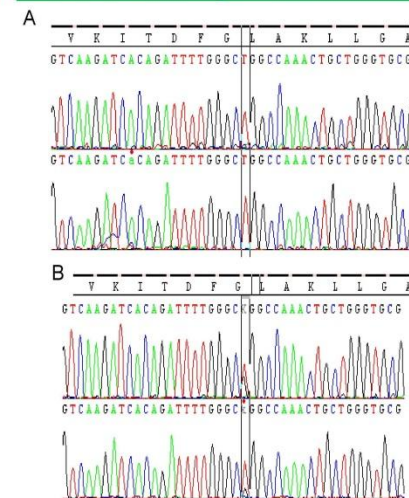 A
V K I T D F G L A K L L G A
GTCAAGATCACAGATTTTGGGCTGGCCAAACTGCTGGGTGCG
GTCAAGATCaCAGATTTTGGGCTGGCCAAACTGCTGGGTGCG
B
V K I T D F G L A K L L G A
GTCAAGATCACAGATTTTGGGCKGGCCAAACTGCTGGGTGCG
GTCAAGATCACAGATTTTGGGCKGGCCAAACTGCTGGGTGCG